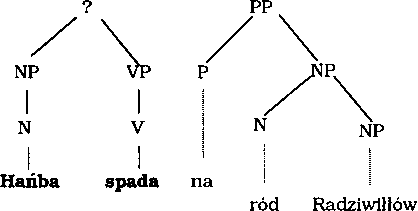 ? PP
NP VP P NP
N V N NP
Hańba spada na
ród Radziwiłłów